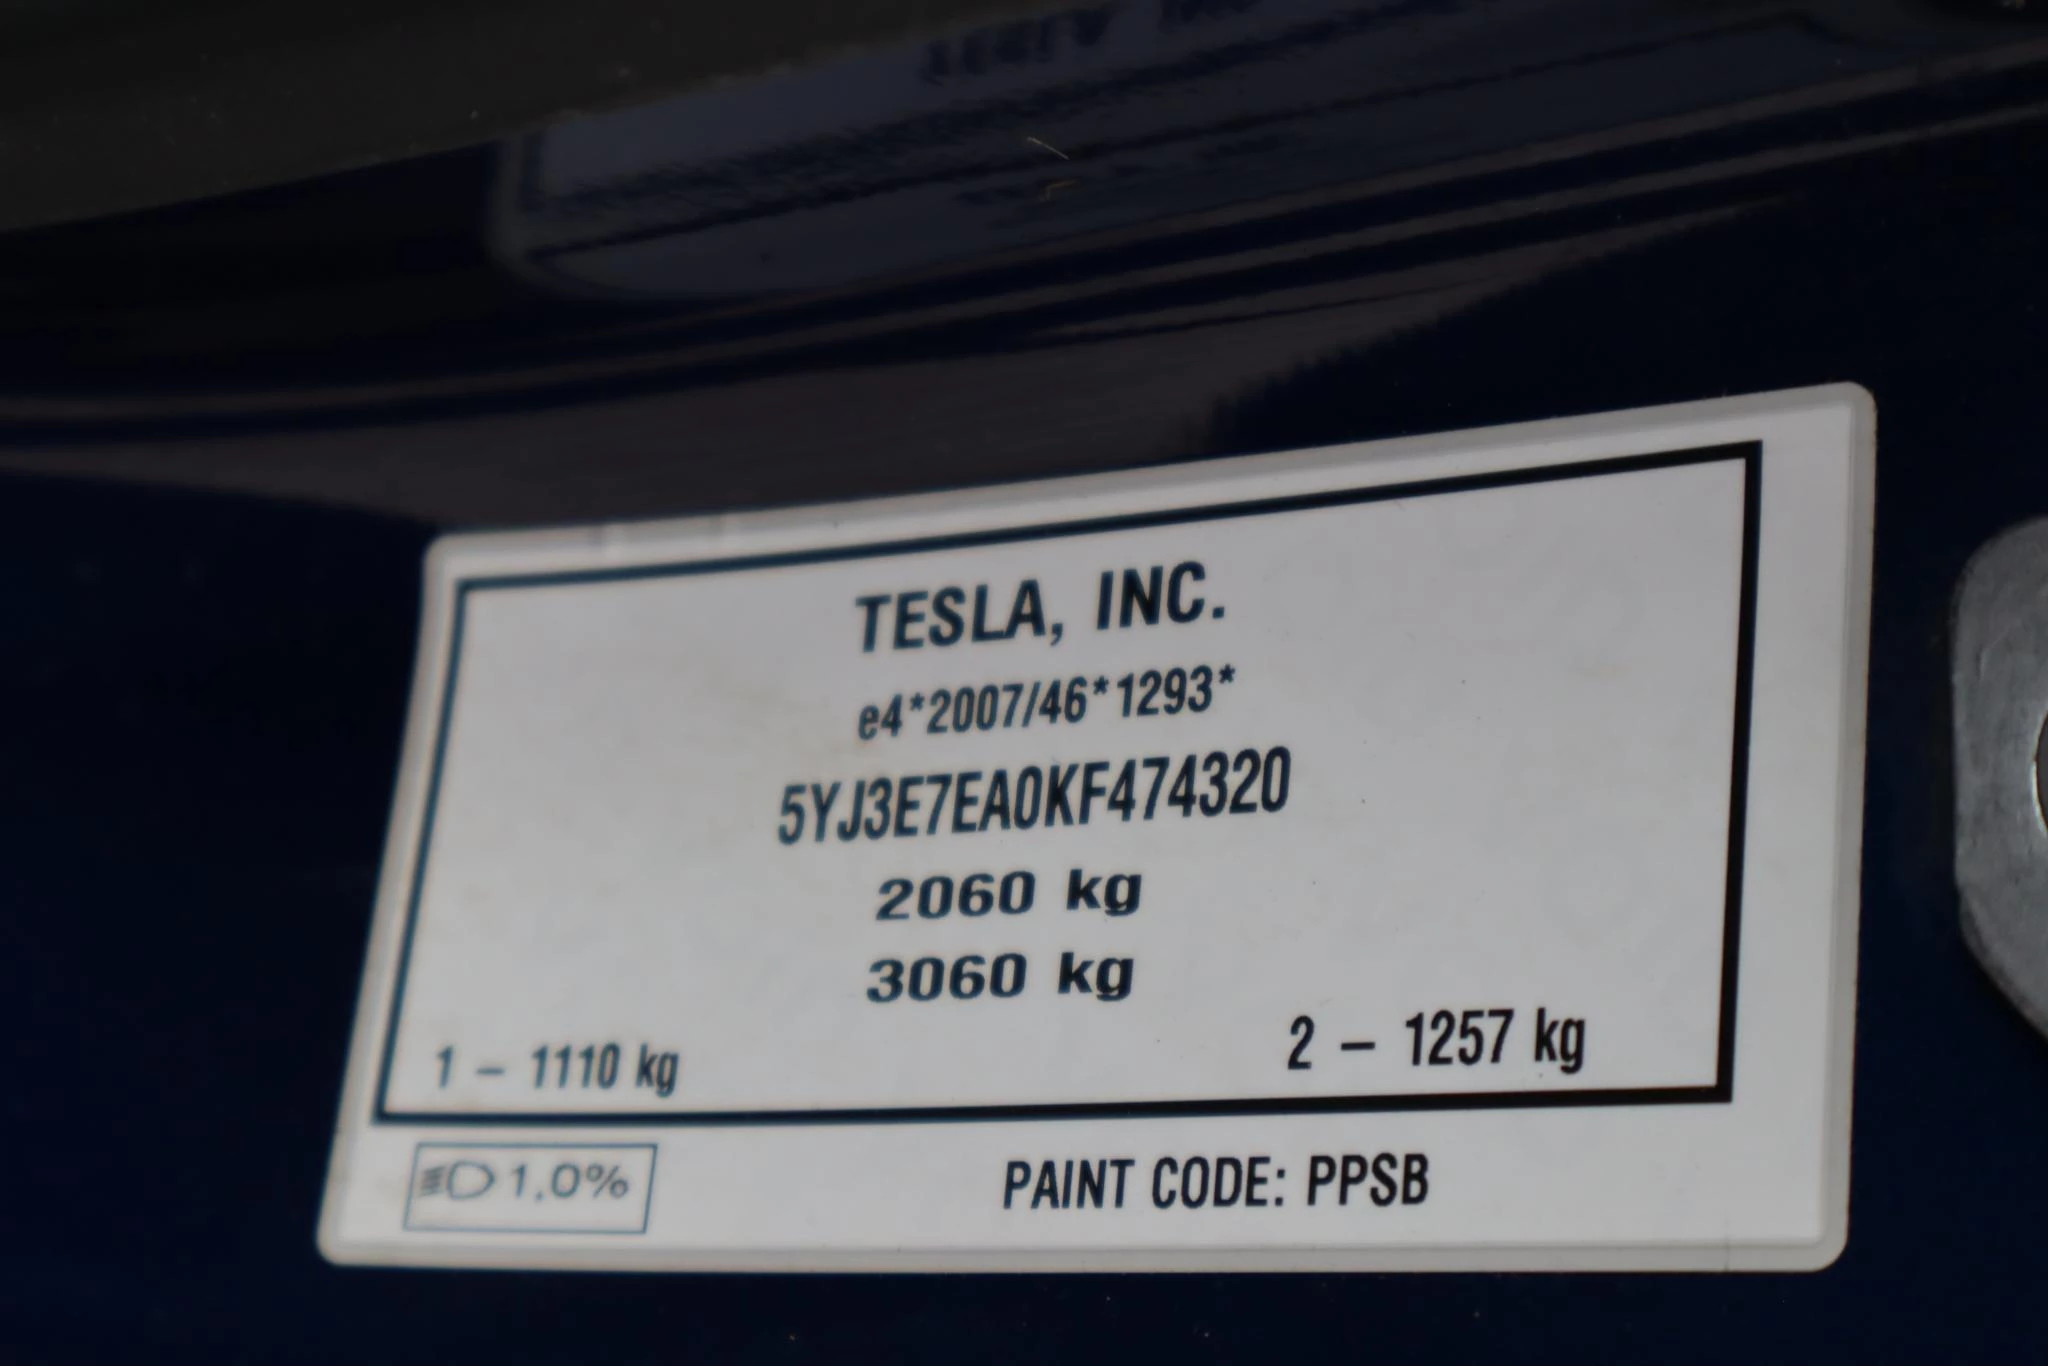 TESLA, INC.
e4*2007/46*1293*
5YJ3E7EA0KF474320
2060 kg
3060 kg
1 – 1110 kg
2 – 1257 kg
1,0%
PAINT CODE: PPSB